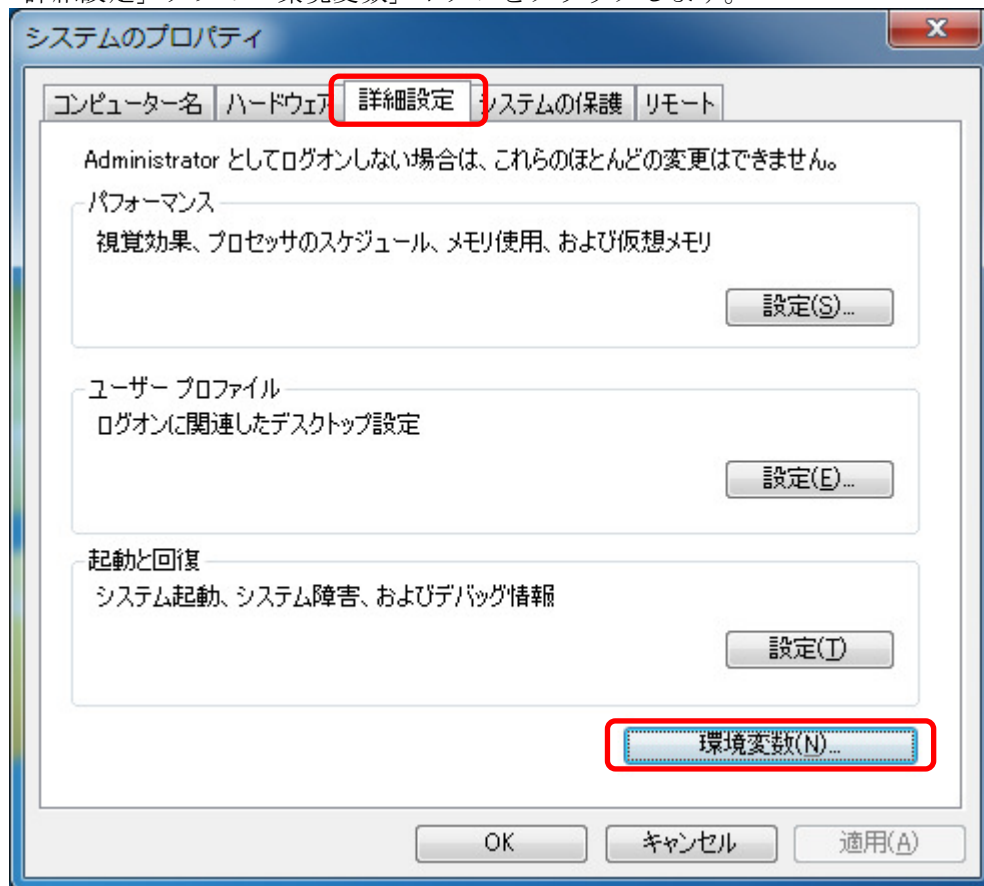 システムのプロパティ
コンピューター名 ハードウェア 詳細設定 システムの保護 リモート
Administrator としてログオンしない場合は、これらのほとんどの変更はできません。
パフォーマンス
視覚効果、プロセッサのスケジュール、メモリ使用、および仮想メモリ
設定(S)...
ユーザー プロファイル
ログオンに関連したデスクトップ設定
設定(E)...
起動と回復
システム起動、システム障害、およびデバッグ情報
設定(T)
環境変数(N)...
OK キャンセル 適用(A)